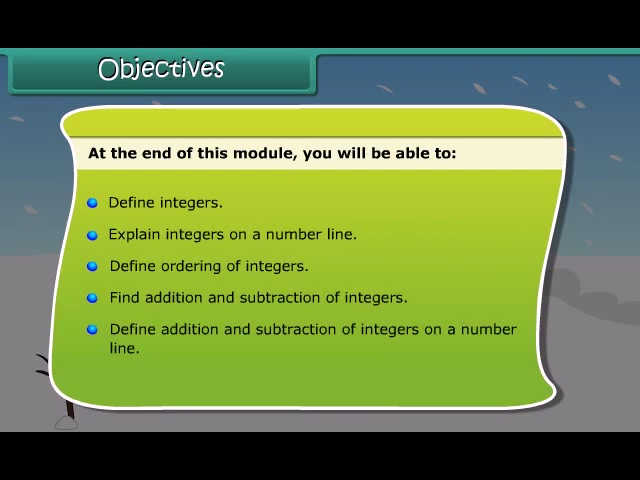 Objectives
At the end of this module, you will be able to:
Define integers.
Explain integers on a number line.
Define ordering of integers.
Find addition and subtraction of integers.
Define addition and subtraction of integers on a number
line.